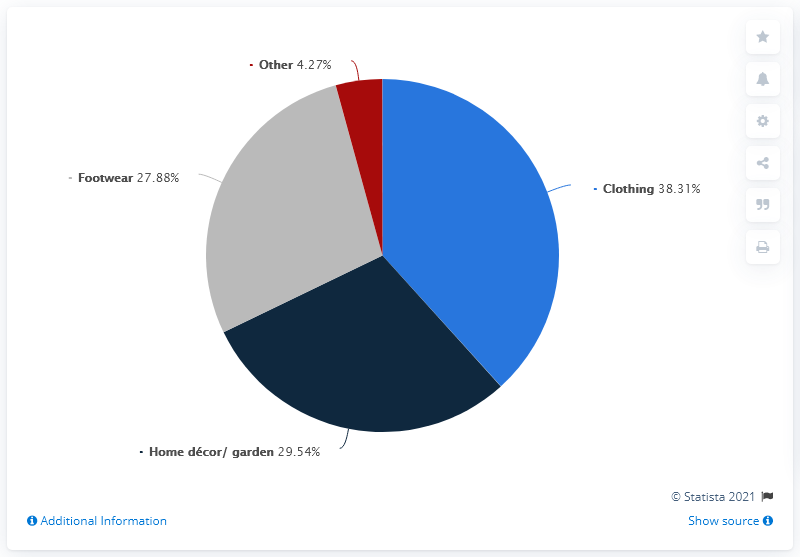 Other 4.27%
Footwear 27.88%
Clothing 38.31%
Home décor/ garden 29.54%
© Statista 2021
Additional Information
Show source